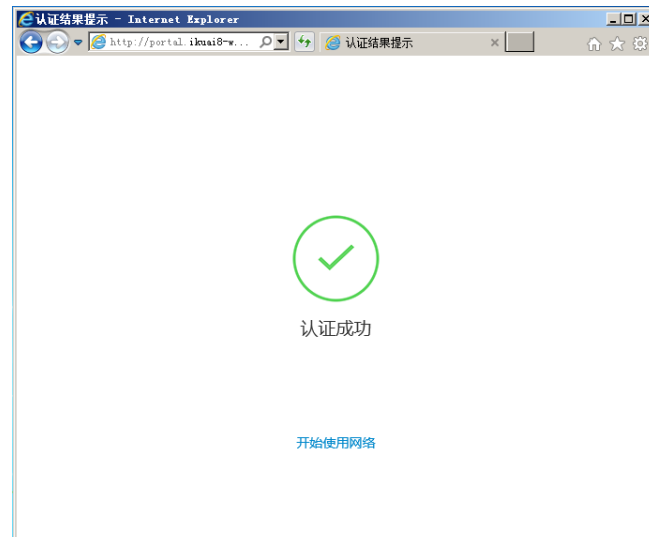 认证结果提示 - Internet Explorer
http://portal.ikuai8-w...
认证结果提示
认证成功
开始使用网络